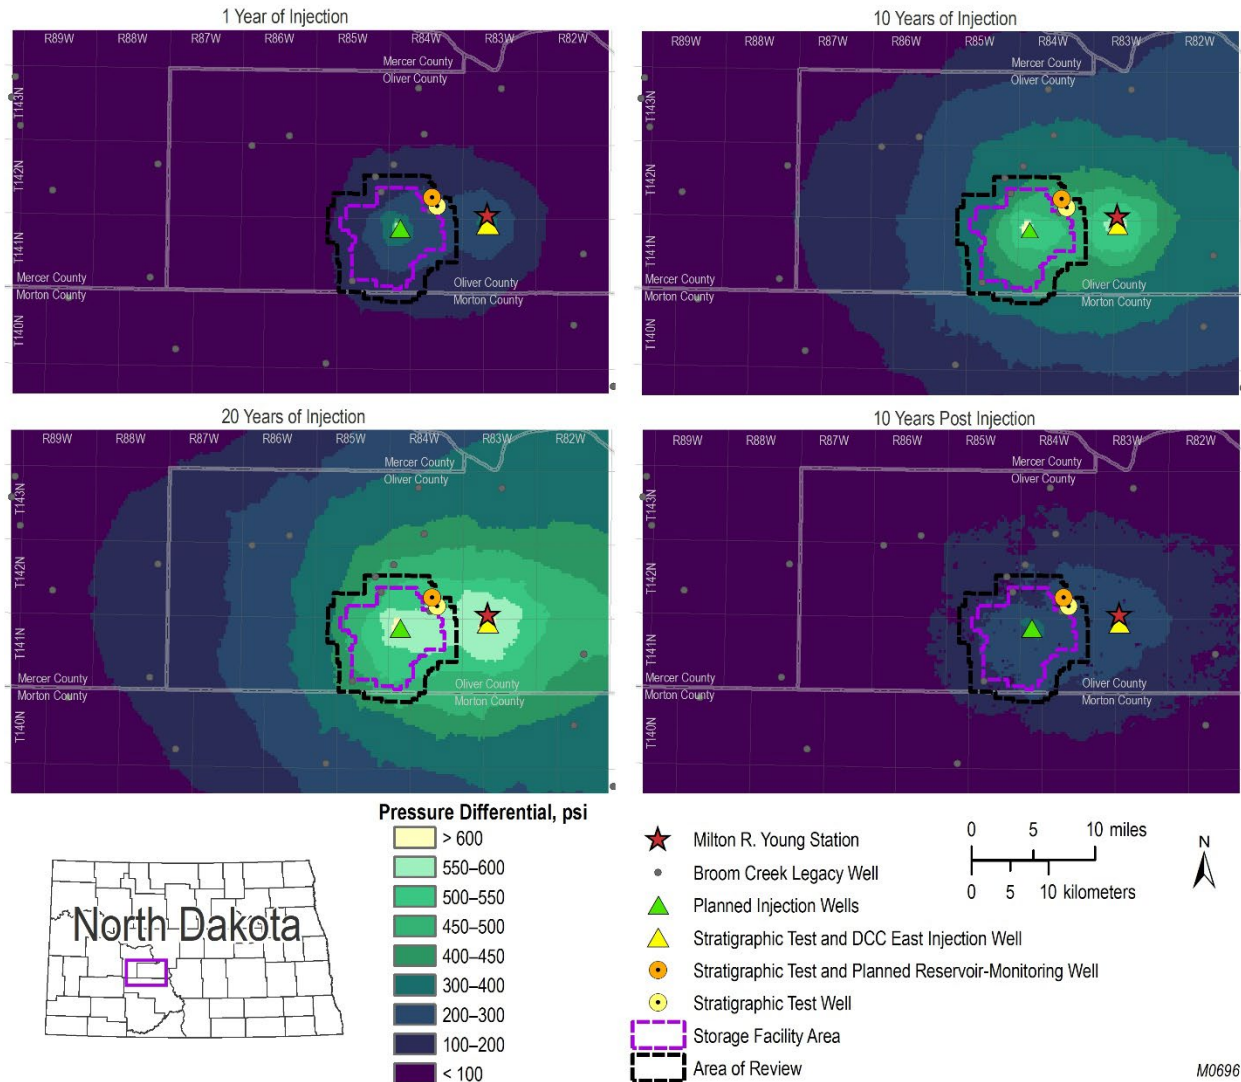 1 Year of Injection
R89W R88W R87W R86W R85W R84W R83W R82W
Mercer County
Oliver County
T143N
T142N
T141N
T140N
Mercer County
Morton County
Oliver County
Morton County
10 Years of Injection
R89W R88W R87W R86W R85W R84W R83W R82W
Mercer County
Oliver County
T143N
T142N
T141N
T140N
Mercer County
Morton County
Oliver County
Morton County
20 Years of Injection
R89W R88W R87W R86W R85W R84W R83W R82W
Mercer County
Oliver County
T143N
T142N
T141N
T140N
Mercer County
Morton County
Oliver County
Morton County
10 Years Post Injection
R89W R88W R87W R86W R85W R84W R83W R82W
Mercer County
Oliver County
T143N
T142N
T141N
T140N
Mercer County
Morton County
Oliver County
Morton County
North Dakota
Pressure Differential, psi
> 600
550–600
500–550
450–500
400–450
300–400
200–300
100–200
< 100
Milton R. Young Station
Broom Creek Legacy Well
Planned Injection Wells
Stratigraphic Test and DCC East Injection Well
Stratigraphic Test and Planned Reservoir-Monitoring Well
Stratigraphic Test Well
Storage Facility Area
Area of Review
0 5 10 miles
0 5 10 kilometers
N
M0696